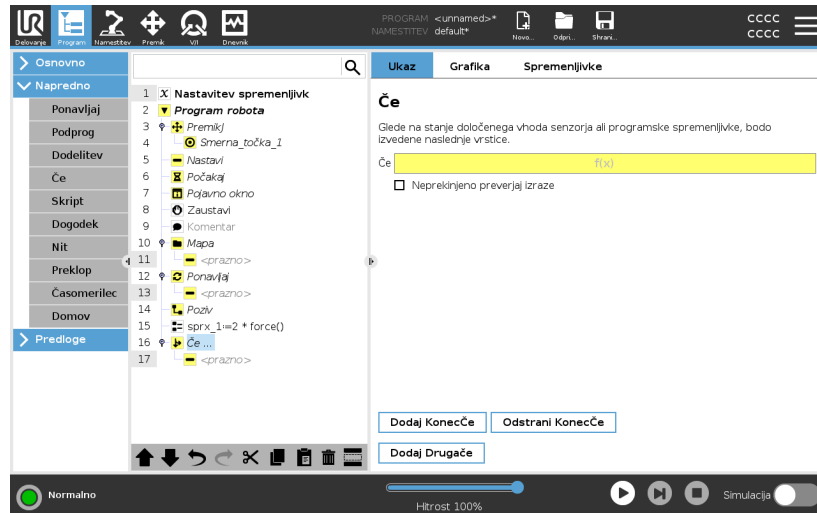 PROGRAM <unnamed>*
NAMESTITEV default*
Delovanje Program Namestitev Premik V/I Dnevnik
Novo... Odpri... Shrani...
CCCC
CCCC
Osnovno
Napredno
Ponavljaj
Podprog
Dodelitev
Če
Skript
Dogodek
Nit
Preklop
Časomerilec
Domov
Predloge
1 X Nastavitev spremenljivk
2 Program robota
3 PremikJ
4 Smerna_točka_1
5 Nastavi
6 Počakaj
7 Pojavno okno
8 Zaustavi
9 Komentar
10 Mapa
11 <prazno>
12 Ponavljaj
13 <prazno>
14 Poziv
15 sprx_1:=2 * force()
16 Če ...
17 <prazno>
Ukaz Grafika Spremenljivke
Če
Glede na stanje določenega vhoda senzorja ali programske spremenljivke, bodo
izvedene naslednje vrstice.
Če f(x)
Neprekinjeno preverjaj izraze
Dodaj KonecČe Odstrani KonecČe
Dodaj Drugače
Normalno
Hitrost 100%
Simulacija